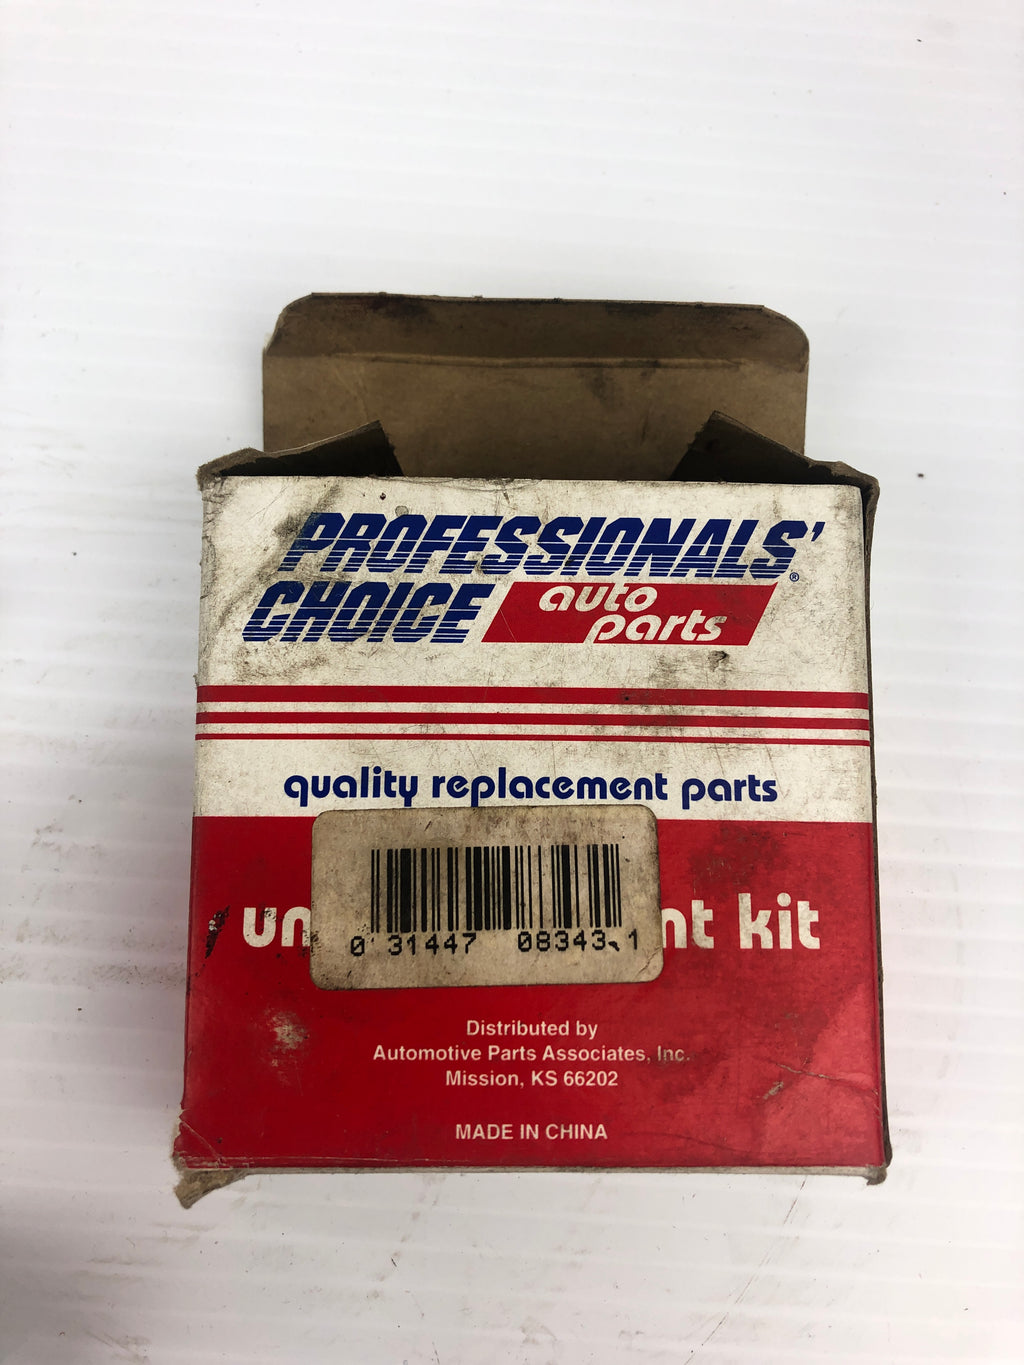 PROFESSIONALS'®
CHOICE auto parts
quality replacement parts
kit
0 31447 08343 1
Distributed by
Automotive Parts Associates, Inc.
Mission, KS 66202
MADE IN CHINA